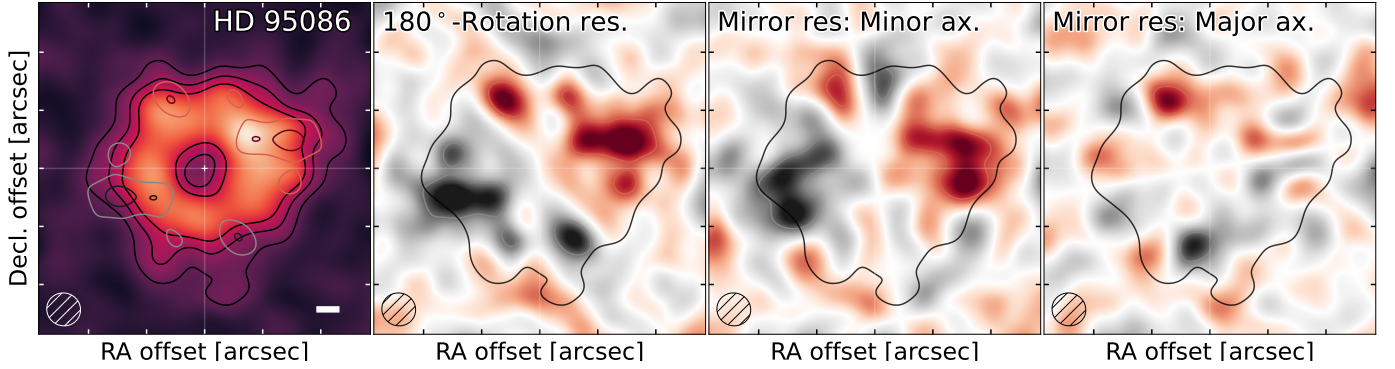 HD 95086
180°-Rotation res.
Mirror res: Minor ax.
Mirror res: Major ax.
Decl. offset [arcsec]
RA offset [arcsec]
RA offset [arcsec]
RA offset [arcsec]
RA offset [arcsec]